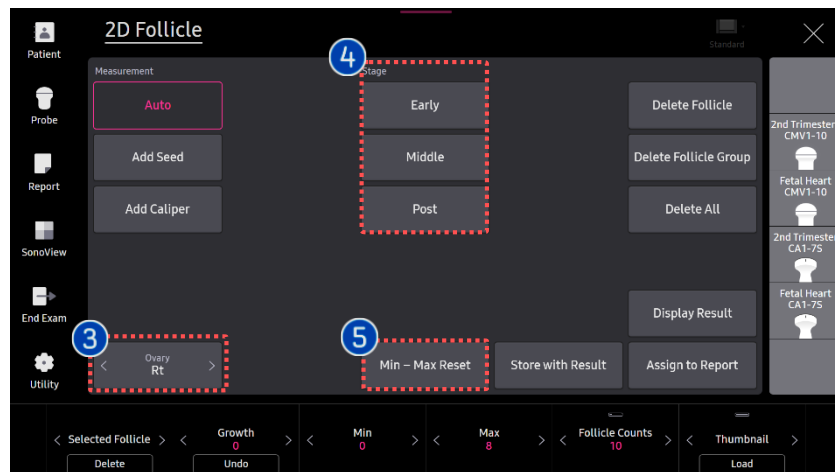 2D Follicle
Standard
Patient
Probe
Report
SonoView
End Exam
Utility
Measurement
Auto
Add Seed
Add Caliper
4
Stage
Early
Middle
Post
Delete Follicle
Delete Follicle Group
Delete All
Display Result
3
Ovary
Rt
5
Min – Max Reset
Store with Result
Assign to Report
2nd Trimester
CMV1-10
Fetal Heart
CMV1-10
2nd Trimester
CA1-7S
Fetal Heart
CA1-7S
Selected Follicle
Delete
Growth
0
Undo
Min
0
Max
8
Follicle Counts
10
Thumbnail
Load